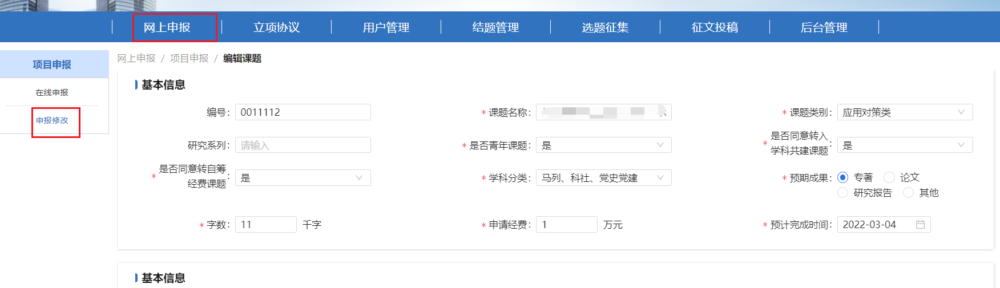 网上申报 立项协议 用户管理 结题管理 选题征集 征文投稿 后台管理
项目申报
在线申报
申报修改
网上申报 / 项目申报 / 编辑课题
基本信息
编号: 0011112 * 课题名称: * 课题类别: 应用对策类
研究系列: 请输入 * 是否青年课题: 是 * 是否同意转入
学科共建课题: 是
* 是否同意转自筹
经费课题: 是 * 学科分类: 马列、科社、党史党建 * 预期成果: 专著 论文
研究报告 其他
* 字数: 11 千字 * 申请经费: 1 万元 * 预计完成时间: 2022-03-04
基本信息